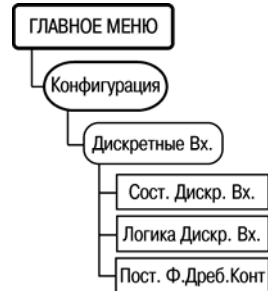 ГЛАВНОЕ МЕНЮ
Конфигурация
Дискретные Вх.
Сост. Дискр. Вх.
Логика Дискр. Вх.
Пост. Ф.Дреб.Конт